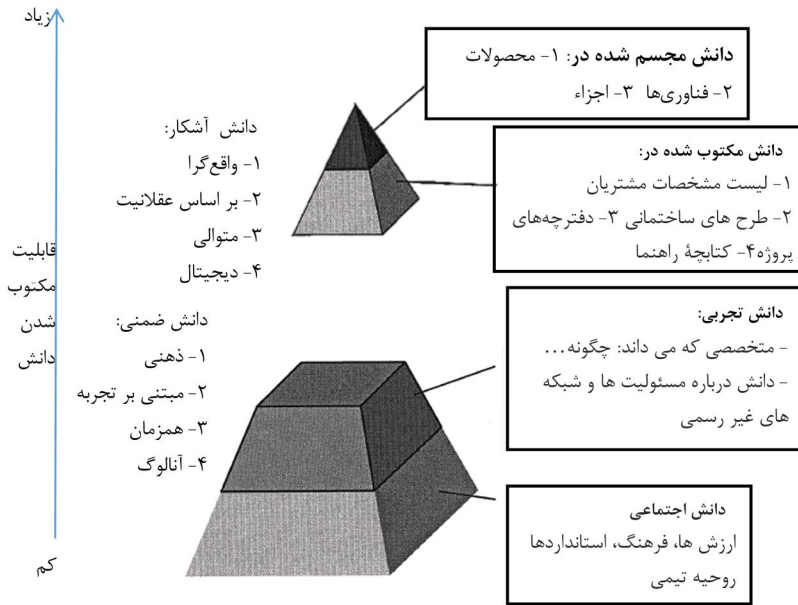 زیاد
قابلیت
مکتوب
شدن
دانش
کم
دانش آشکار:
۱- واقع‌گرا
۲- بر اساس عقلانیت
۳- متوالی
۴- دیجیتال
دانش ضمنی:
۱- ذهنی
۲- مبتنی بر تجربه
۳- همزمان
۴- آنالوگ
دانش مجسم شده در: ۱- محصولات
۲- فناوری‌ها ۳- اجزاء
دانش مکتوب شده در:
۱- لیست مشخصات مشتریان
۲- طرح های ساختمانی ۳- دفترچه‌های
پروژه۴- کتابچۀ راهنما
دانش تجربی:
- متخصصی که می داند: چگونه...
- دانش درباره مسئولیت ها و شبکه
های غیر رسمی
دانش اجتماعی
ارزش ها، فرهنگ، استانداردها
روحیه تیمی